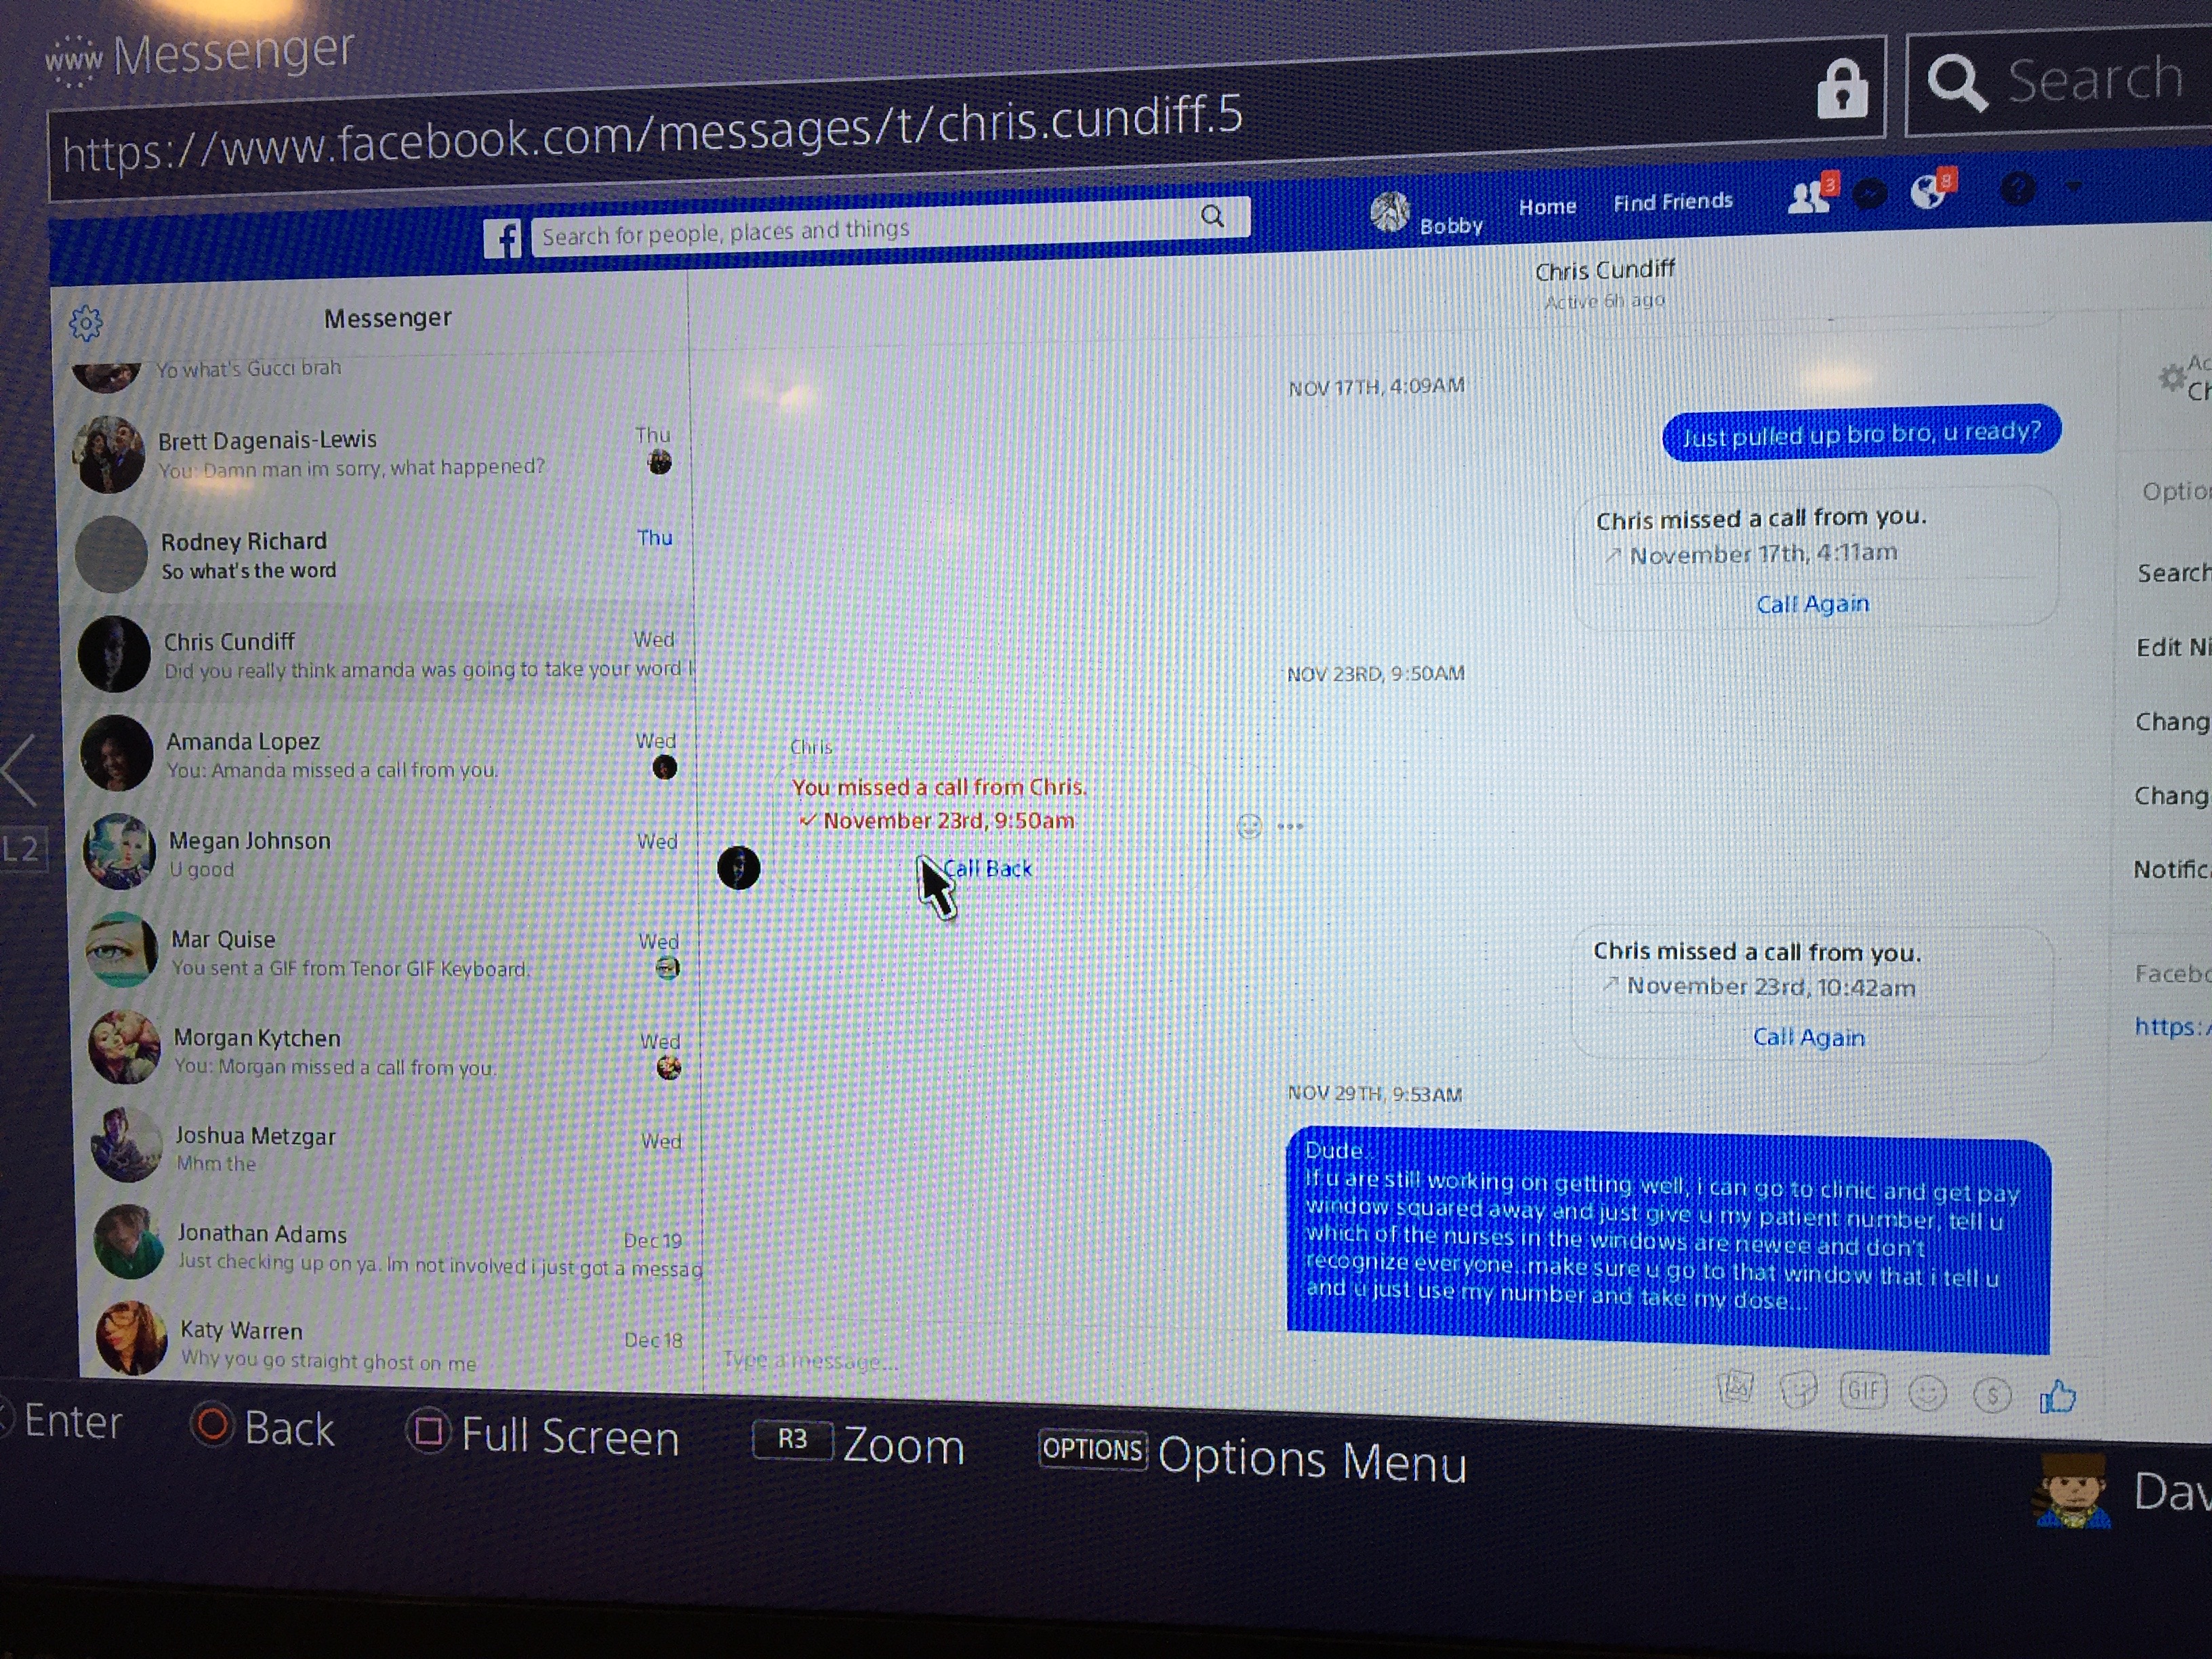 www Messenger
https://www.facebook.com/messages/t/chris.cundiff.5
Search
f
Search for people, places and things
Bobby
Home
Find Friends
3
8
?
Messenger
Chris Cundiff
Active 6h ago
Yo what's Gucci brah
Brett Dagenais-Lewis
Thu
You: Damn man im sorry, what happened?
Rodney Richard
Thu
So what's the word
Chris Cundiff
Wed
Did you really think amanda was going to take your word
Amanda Lopez
Wed
You: Amanda missed a call from you.
Megan Johnson
Wed
U good
Mar Quise
Wed
You sent a GIF from Tenor GIF Keyboard.
Morgan Kytchen
Wed
You: Morgan missed a call from you.
Joshua Metzgar
Wed
Mhm the
Jonathan Adams
Dec 19
Just checking up on ya. Im not involved i just got a messag
Katy Warren
Dec 18
Why you go straight ghost on me
NOV 17TH, 4:09AM
Just pulled up bro bro, u ready?
Chris missed a call from you.
November 17th, 4:11am
Call Again
NOV 23RD, 9:50AM
Chris
You missed a call from Chris.
November 23rd, 9:50am
Call Back
Chris missed a call from you.
November 23rd, 10:42am
Call Again
NOV 29TH, 9:53AM
Dude..
If u are still working on getting well, i can go to clinic and get pay
window squared away and just give u my patient number, tell u
which of the nurses in the windows are newee and don't
recognize everyone..make sure u go to that window that i tell u
and u just use my number and take my dose...
Type a message...
GIF
$
Ac
Ch
Optio
Search
Edit Ni
Chang
Chang
Notific
Facebo
https:/
L2
Enter
Back
Full Screen
R3 Zoom
OPTIONS Options Menu
Dav